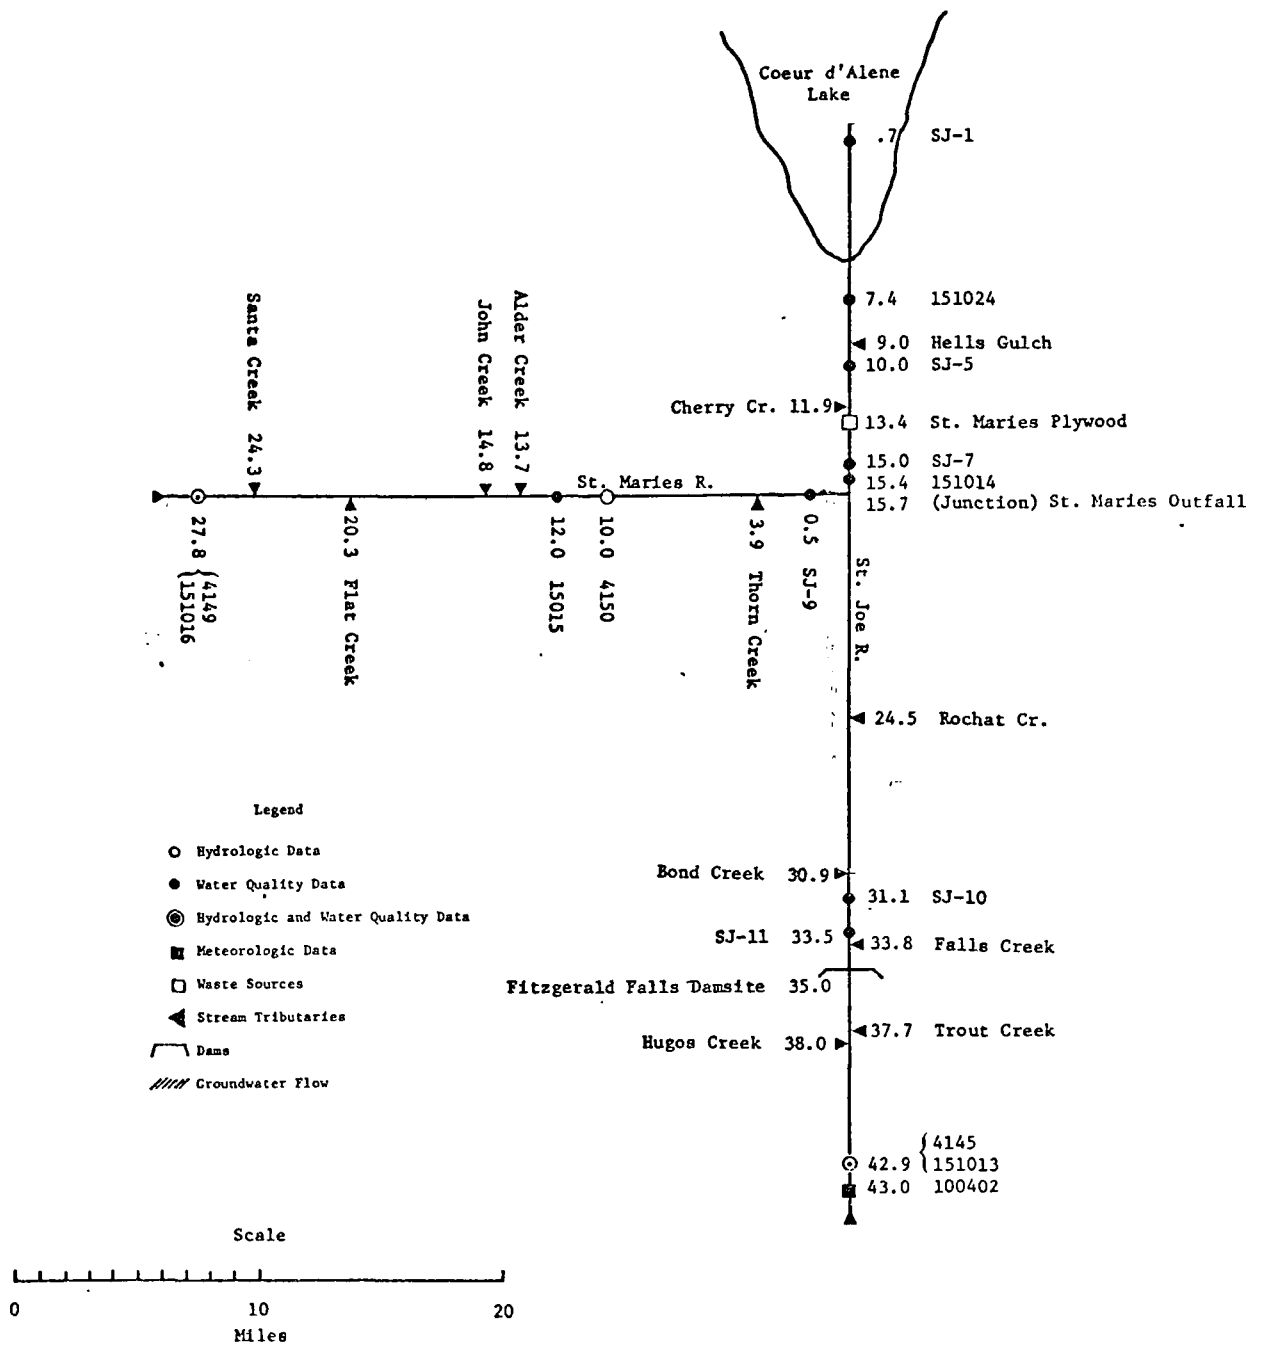 Coeur d'Alene
Lake
.7 SJ-1
7.4 151024
9.0 Hells Gulch
10.0 SJ-5
Cherry Cr. 11.9
13.4 St. Maries Plywood
15.0 SJ-7
15.4 151014
15.7 (Junction) St. Maries Outfall
St. Maries R.
Santa Creek 24.3
John Creek 14.8
Alder Creek 13.7
27.8 {4149
151016
20.3 Flat Creek
12.0 15015
10.0 4150
3.9 Thorn Creek
0.5 SJ-9
St. Joe R.
24.5 Rochat Cr.
Bond Creek 30.9
31.1 SJ-10
SJ-11 33.5
33.8 Falls Creek
Fitzgerald Falls Damsite 35.0
37.7 Trout Creek
Hugos Creek 38.0
42.9 {4145
151013
43.0 100402
Legend
Hydrologic Data
Water Quality Data
Hydrologic and Water Quality Data
Meteorologic Data
Waste Sources
Stream Tributaries
Dams
Groundwater Flow
Scale
0 10 20
Miles